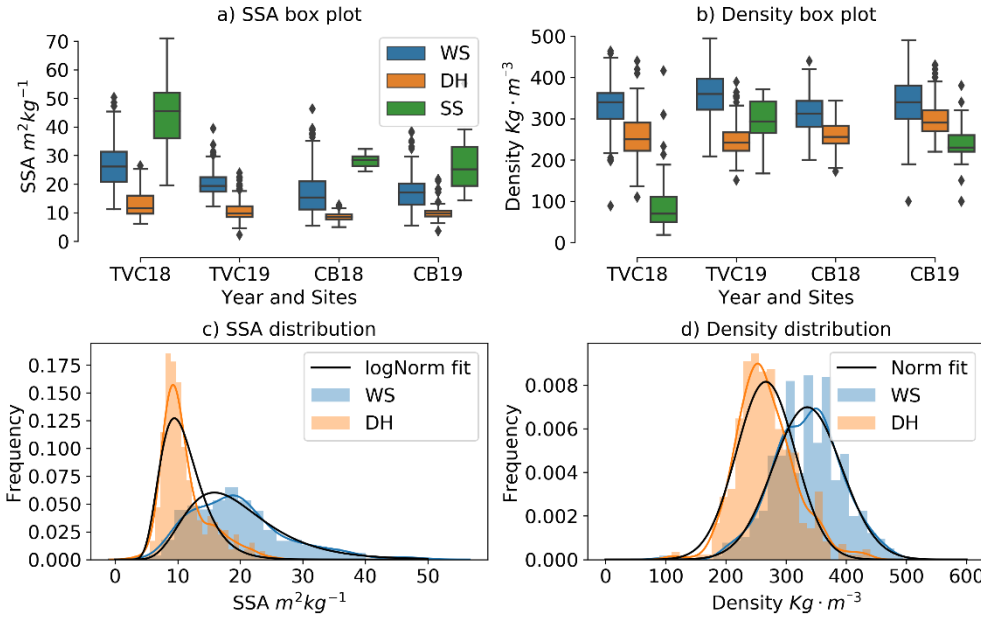 a) SSA box plot
SSA m²kg⁻¹
70
60
50
40
30
20
10
0
WS
DH
SS
TVC18 TVC19 CB18 CB19
Year and Sites
b) Density box plot
Density Kg · m⁻³
500
400
300
200
100
0
TVC18 TVC19 CB18 CB19
Year and Sites
c) SSA distribution
Frequency
0.175
0.150
0.125
0.100
0.075
0.050
0.025
0.000
logNorm fit
WS
DH
0 10 20 30 40 50
SSA m²kg⁻¹
d) Density distribution
Frequency
0.008
0.006
0.004
0.002
0.000
Norm fit
WS
DH
0 100 200 300 400 500 600
Density Kg · m⁻³